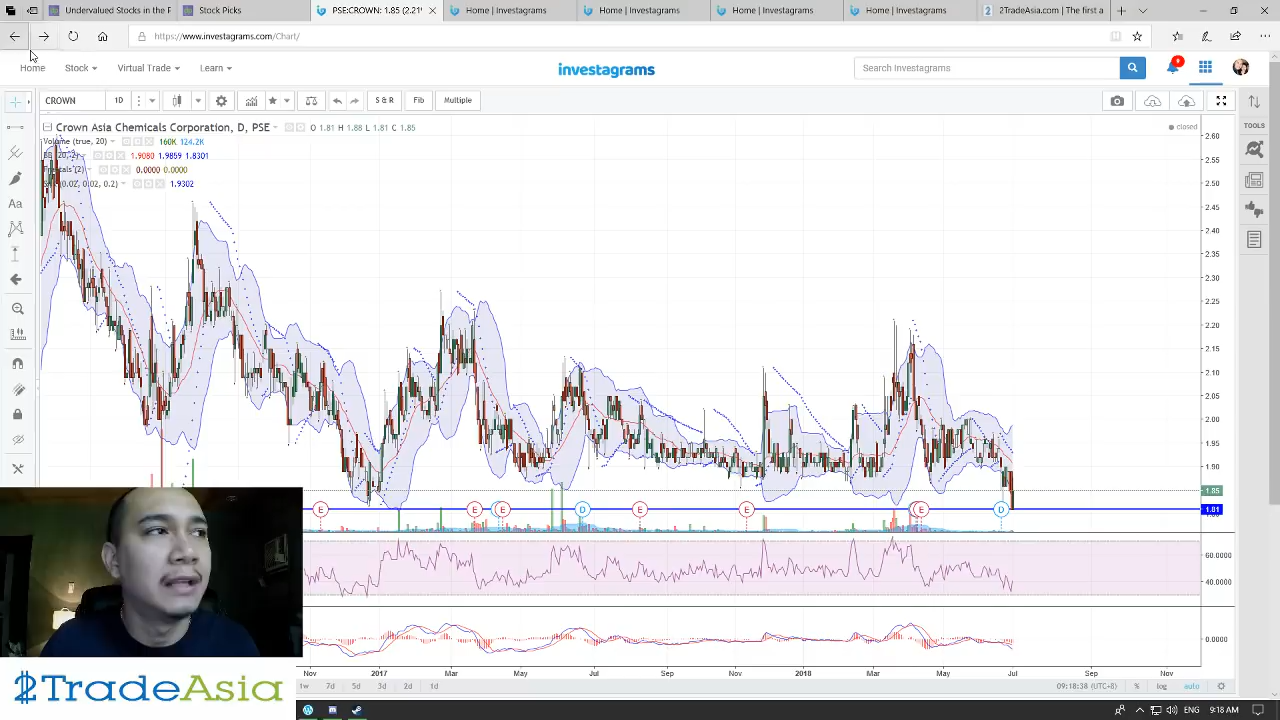 Undervalued Stocks in the P
Stock Picks
PSE:CROWN: 1.85 (2.21
Home | Investagrams
Home | Investagrams
Home | Investagrams
Home | Investagrams
2TradeAsia.com | The first a
https://www.investagrams.com/Chart/
Home
Stock
Virtual Trade
Learn
investagrams
Search Investagrams
CROWN
1D
S & R
Fib
Multiple
Crown Asia Chemicals Corporation, D, PSE
O 1.81 H 1.88 L 1.81 C 1.85
closed
TOOLS
Volume (true, 20)
160K 124.2K
1.9080 1.9859 1.8301
0.0000 0.0000
(0.02, 0.02, 0.2)
1.9302
2.60
2.55
2.50
2.45
2.40
2.35
2.30
2.25
2.20
2.15
2.10
2.05
2.00
1.95
1.90
1.85
1.81
E
E
E
D
E
E
E
D
60.0000
40.0000
0.0000
Nov
2017
Mar
May
Jul
Sep
Nov
2018
Mar
May
Jul
Sep
Nov
1w
7d
5d
3d
2d
1d
09:18:38 (UTC+8)
%
log
auto
2TradeAsia
ENG
9:18 AM